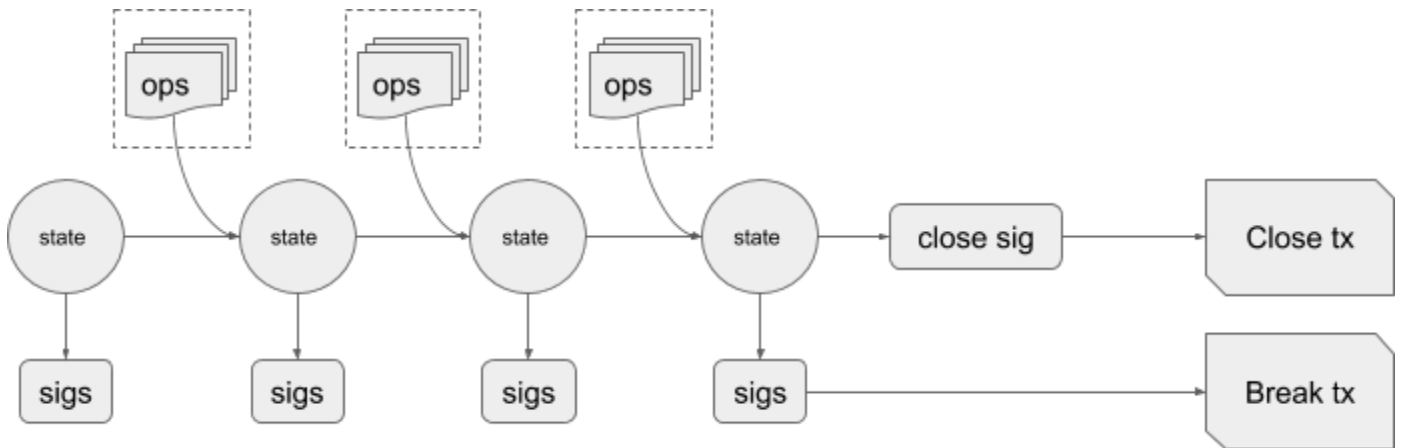 ops
ops
ops
state
state
state
state
close sig
Close tx
sigs
sigs
sigs
sigs
Break tx